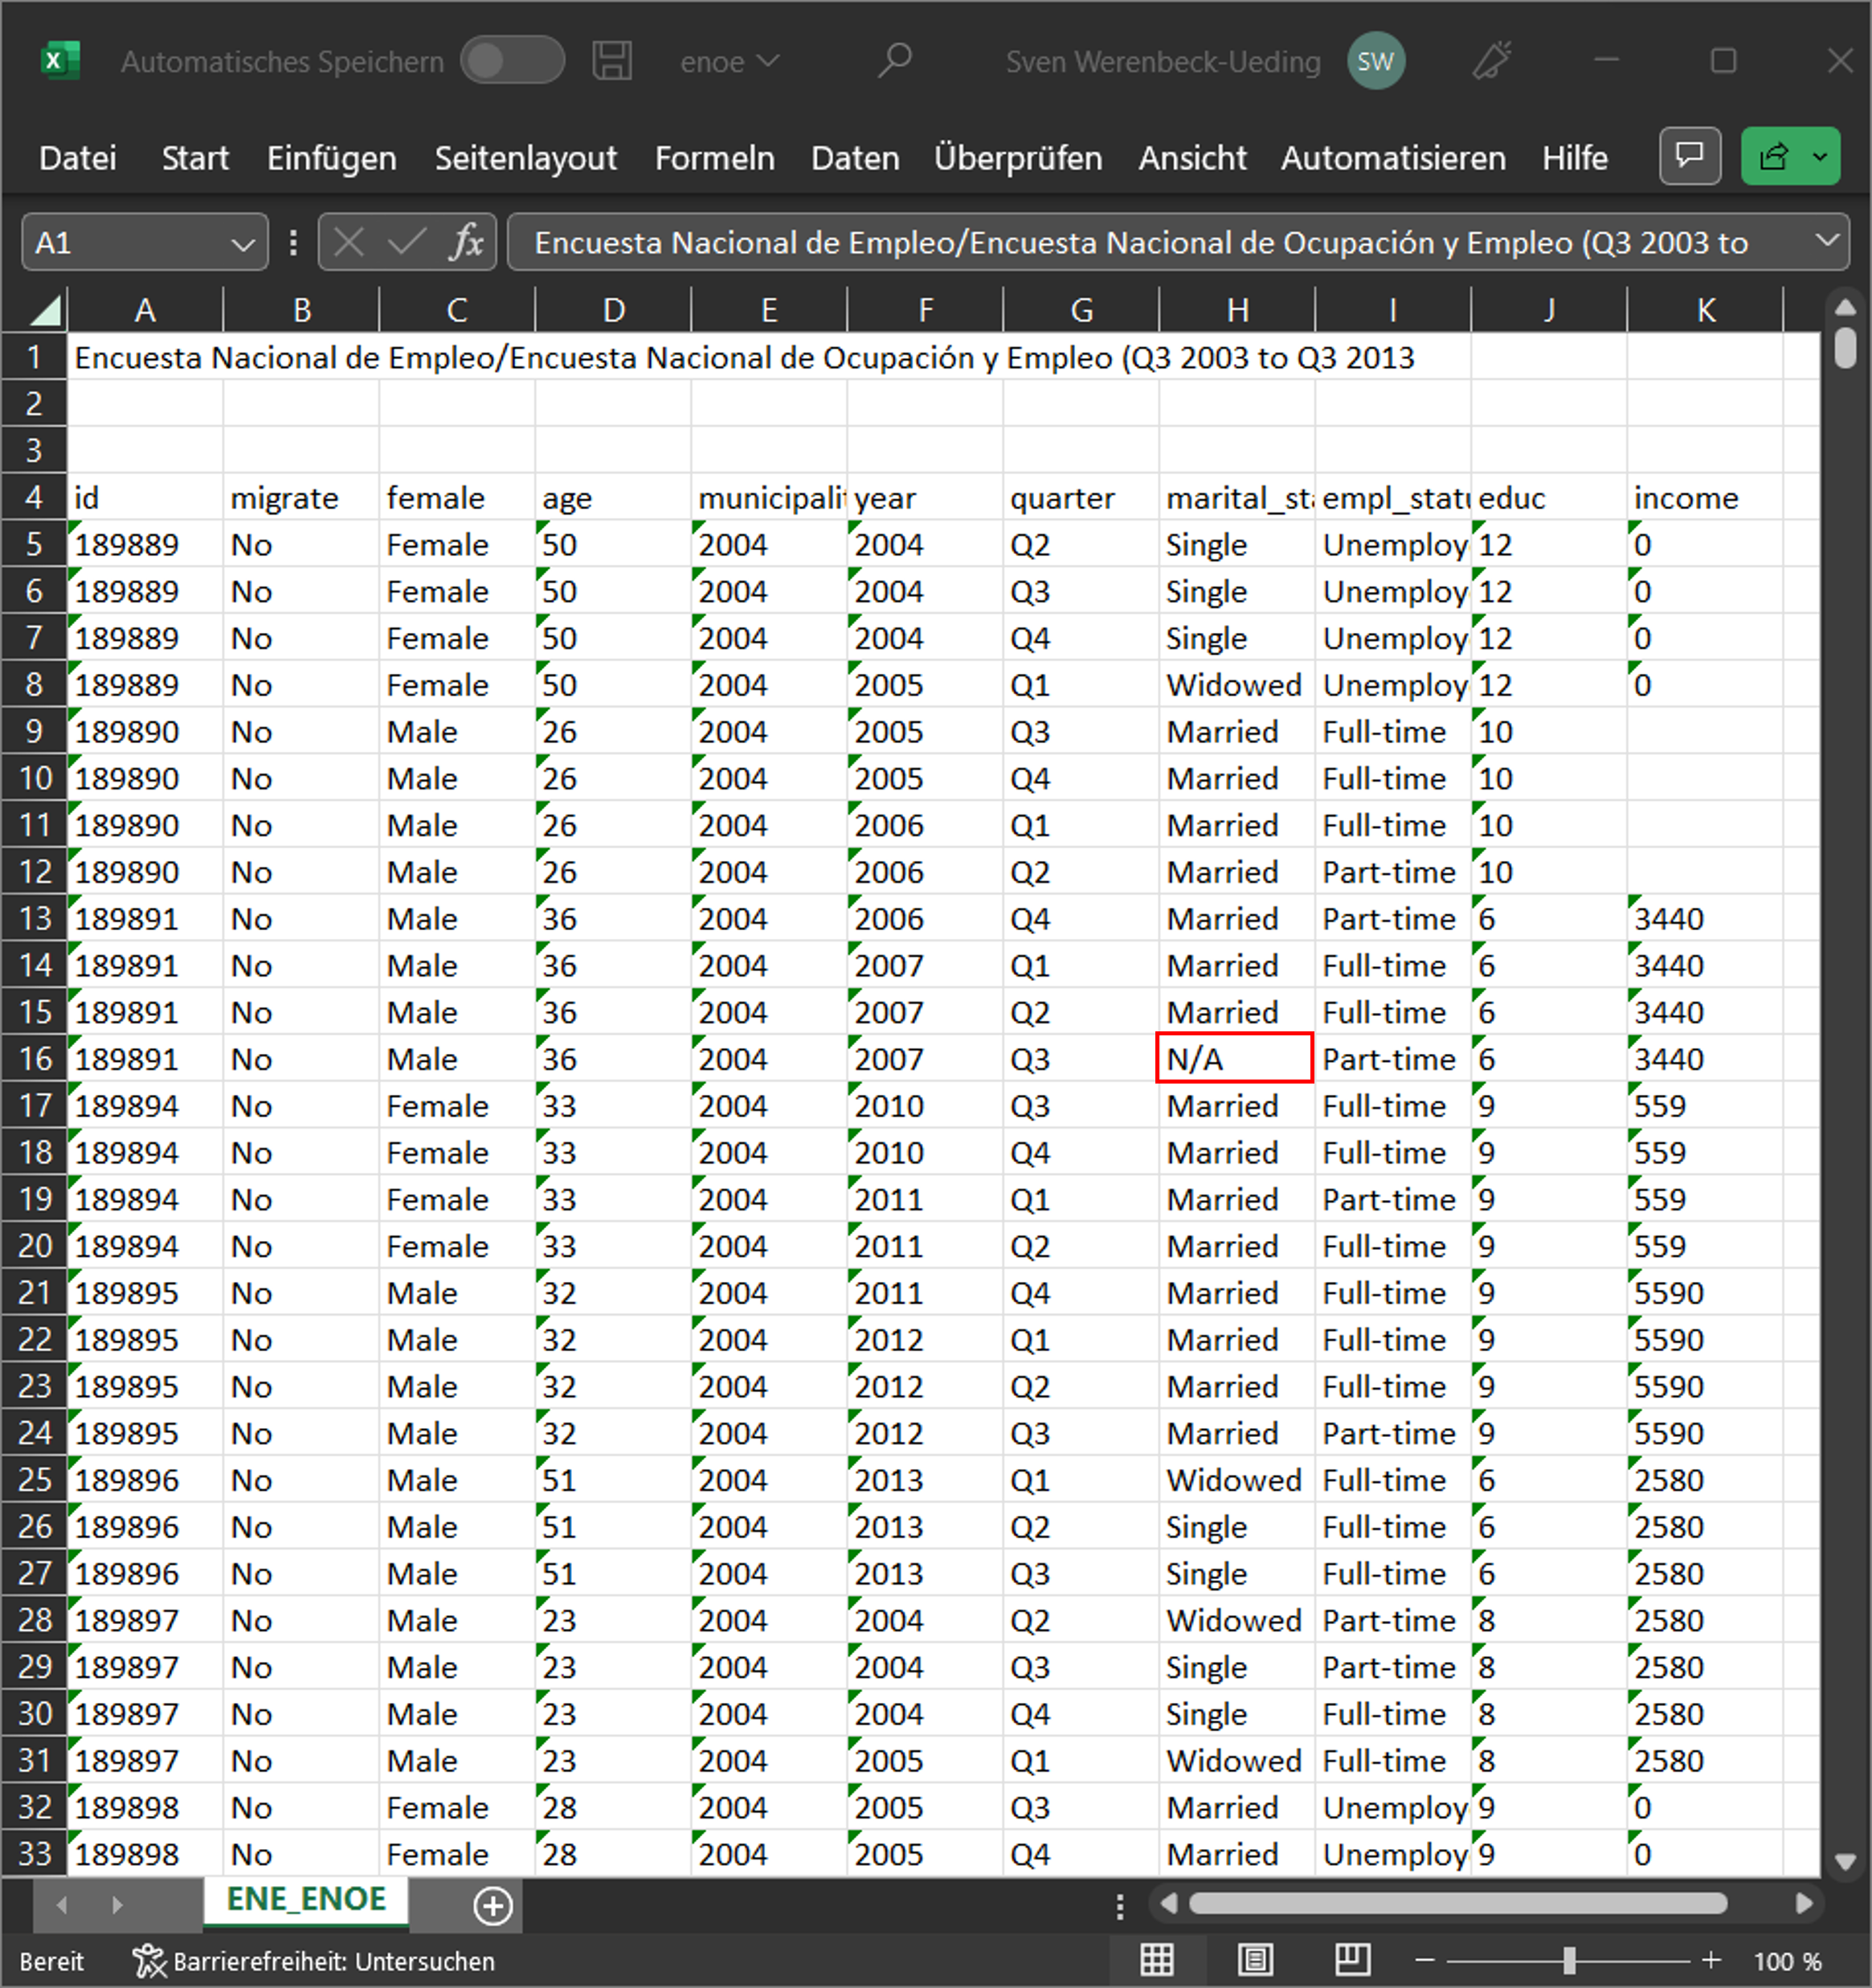 Automatisches Speichern enoe Sven Werenbeck-Ueding SW
Datei Start Einfügen Seitenlayout Formeln Daten Überprüfen Ansicht Automatisieren Hilfe
A1 fx Encuesta Nacional de Empleo/Encuesta Nacional de Ocupación y Empleo (Q3 2003 to
A B C D E F G H I J K
1 Encuesta Nacional de Empleo/Encuesta Nacional de Ocupación y Empleo (Q3 2003 to Q3 2013
2
3
4 id migrate female age municipalit year quarter marital_sta empl_statu educ income
5 189889 No Female 50 2004 2004 Q2 Single Unemploy 12 0
6 189889 No Female 50 2004 2004 Q3 Single Unemploy 12 0
7 189889 No Female 50 2004 2004 Q4 Single Unemploy 12 0
8 189889 No Female 50 2004 2005 Q1 Widowed Unemploy 12 0
9 189890 No Male 26 2004 2005 Q3 Married Full-time 10
10 189890 No Male 26 2004 2005 Q4 Married Full-time 10
11 189890 No Male 26 2004 2006 Q1 Married Full-time 10
12 189890 No Male 26 2004 2006 Q2 Married Part-time 10
13 189891 No Male 36 2004 2006 Q4 Married Part-time 6 3440
14 189891 No Male 36 2004 2007 Q1 Married Full-time 6 3440
15 189891 No Male 36 2004 2007 Q2 Married Full-time 6 3440
16 189891 No Male 36 2004 2007 Q3 N/A Part-time 6 3440
17 189894 No Female 33 2004 2010 Q3 Married Full-time 9 559
18 189894 No Female 33 2004 2010 Q4 Married Full-time 9 559
19 189894 No Female 33 2004 2011 Q1 Married Part-time 9 559
20 189894 No Female 33 2004 2011 Q2 Married Full-time 9 559
21 189895 No Male 32 2004 2011 Q4 Married Full-time 9 5590
22 189895 No Male 32 2004 2012 Q1 Married Full-time 9 5590
23 189895 No Male 32 2004 2012 Q2 Married Full-time 9 5590
24 189895 No Male 32 2004 2012 Q3 Married Part-time 9 5590
25 189896 No Male 51 2004 2013 Q1 Widowed Full-time 6 2580
26 189896 No Male 51 2004 2013 Q2 Single Full-time 6 2580
27 189896 No Male 51 2004 2013 Q3 Single Full-time 6 2580
28 189897 No Male 23 2004 2004 Q2 Widowed Part-time 8 2580
29 189897 No Male 23 2004 2004 Q3 Single Part-time 8 2580
30 189897 No Male 23 2004 2004 Q4 Single Full-time 8 2580
31 189897 No Male 23 2004 2005 Q1 Widowed Full-time 8 2580
32 189898 No Female 28 2004 2005 Q3 Married Unemploy 9 0
33 189898 No Female 28 2004 2005 Q4 Married Unemploy 9 0
ENE_ENOE
Bereit Barrierefreiheit: Untersuchen 100 %